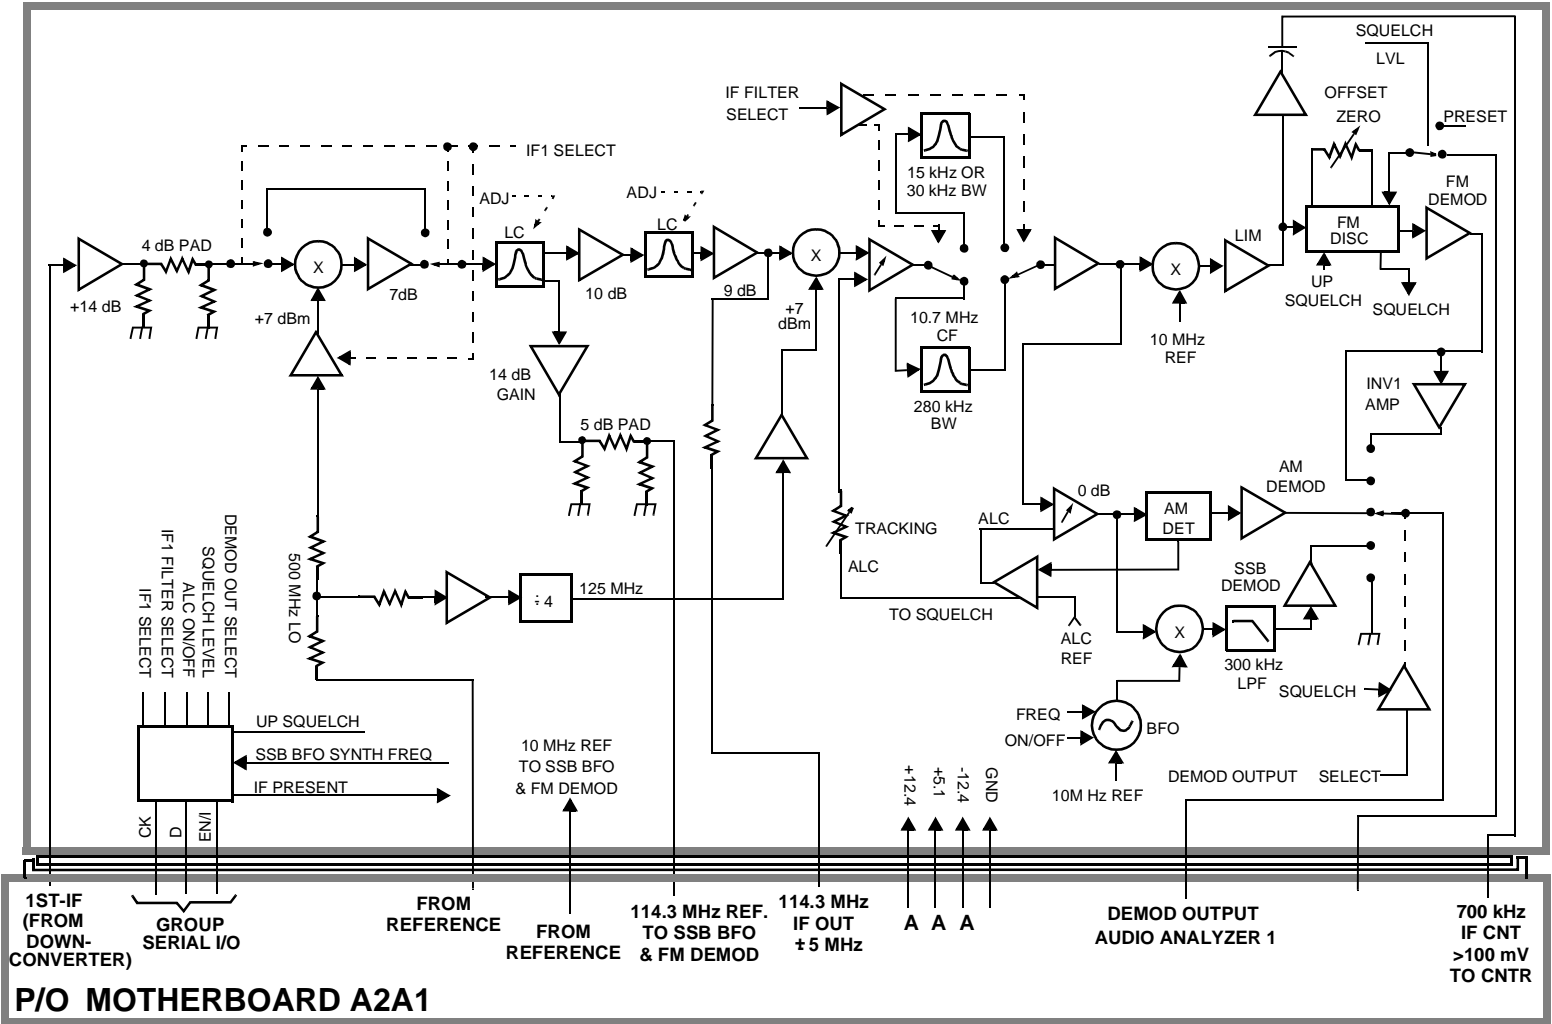 SQUELCH
LVL
IF FILTER
SELECT
OFFSET
ZERO
PRESET
IF1 SELECT
15 kHz OR
30 kHz BW
FM
DEMOD
ADJ
ADJ
LC
LC
4 dB PAD
X
X
X
LIM
FM
DISC
+14 dB
7dB
10 dB
9 dB
+7 dBm
+7
dBm
10.7 MHz
CF
UP
SQUELCH
SQUELCH
10 MHz
REF
14 dB
GAIN
280 kHz
BW
INV1
AMP
5 dB PAD
AM
DEMOD
0 dB
AM
DET
ALC
TRACKING
ALC
SSB
DEMOD
500 MHz LO
÷ 4
125 MHz
TO SQUELCH
ALC
REF
X
300 kHz
LPF
SQUELCH
IF1 SELECT
IF1 FILTER SELECT
ALC ON/OFF
SQUELCH LEVEL
DEMOD OUT SELECT
UP SQUELCH
SSB BFO SYNTH FREQ
IF PRESENT
CK
D
EN/I
10 MHz REF
TO SSB BFO
& FM DEMOD
FREQ
ON/OFF
BFO
10M Hz REF
DEMOD OUTPUT SELECT
+12.4
+5.1
-12.4
GND
1ST-IF
(FROM
DOWN-
CONVERTER)
GROUP
SERIAL I/O
FROM
REFERENCE
FROM
REFERENCE
114.3 MHz REF.
TO SSB BFO
& FM DEMOD
114.3 MHz
IF OUT
±5 MHz
A A A
DEMOD OUTPUT
AUDIO ANALYZER 1
700 kHz
IF CNT
>100 mV
TO CNTR
P/O MOTHERBOARD A2A1